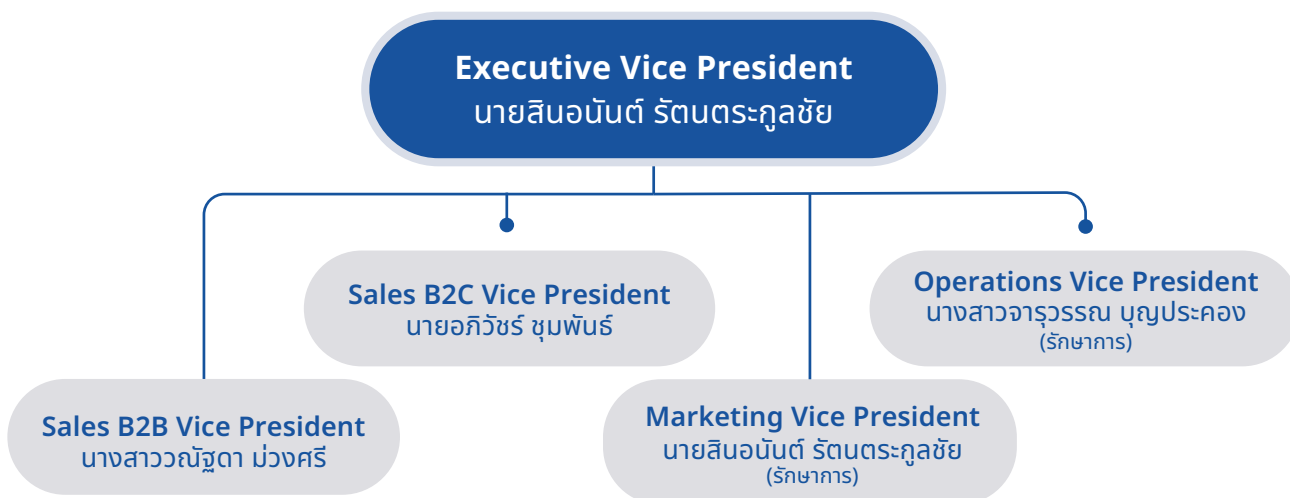 Executive Vice President
นายสินอนันต์ รัตนตระกูลชัย
Sales B2C Vice President
นายอภิวัชร์ ชุมพันธ์
Operations Vice President
นางสาวจารุวรรณ บุญประคอง
(รักษาการ)
Sales B2B Vice President
นางสาววณัฐดา ม่วงศรี
Marketing Vice President
นายสินอนันต์ รัตนตระกูลชัย
(รักษาการ)